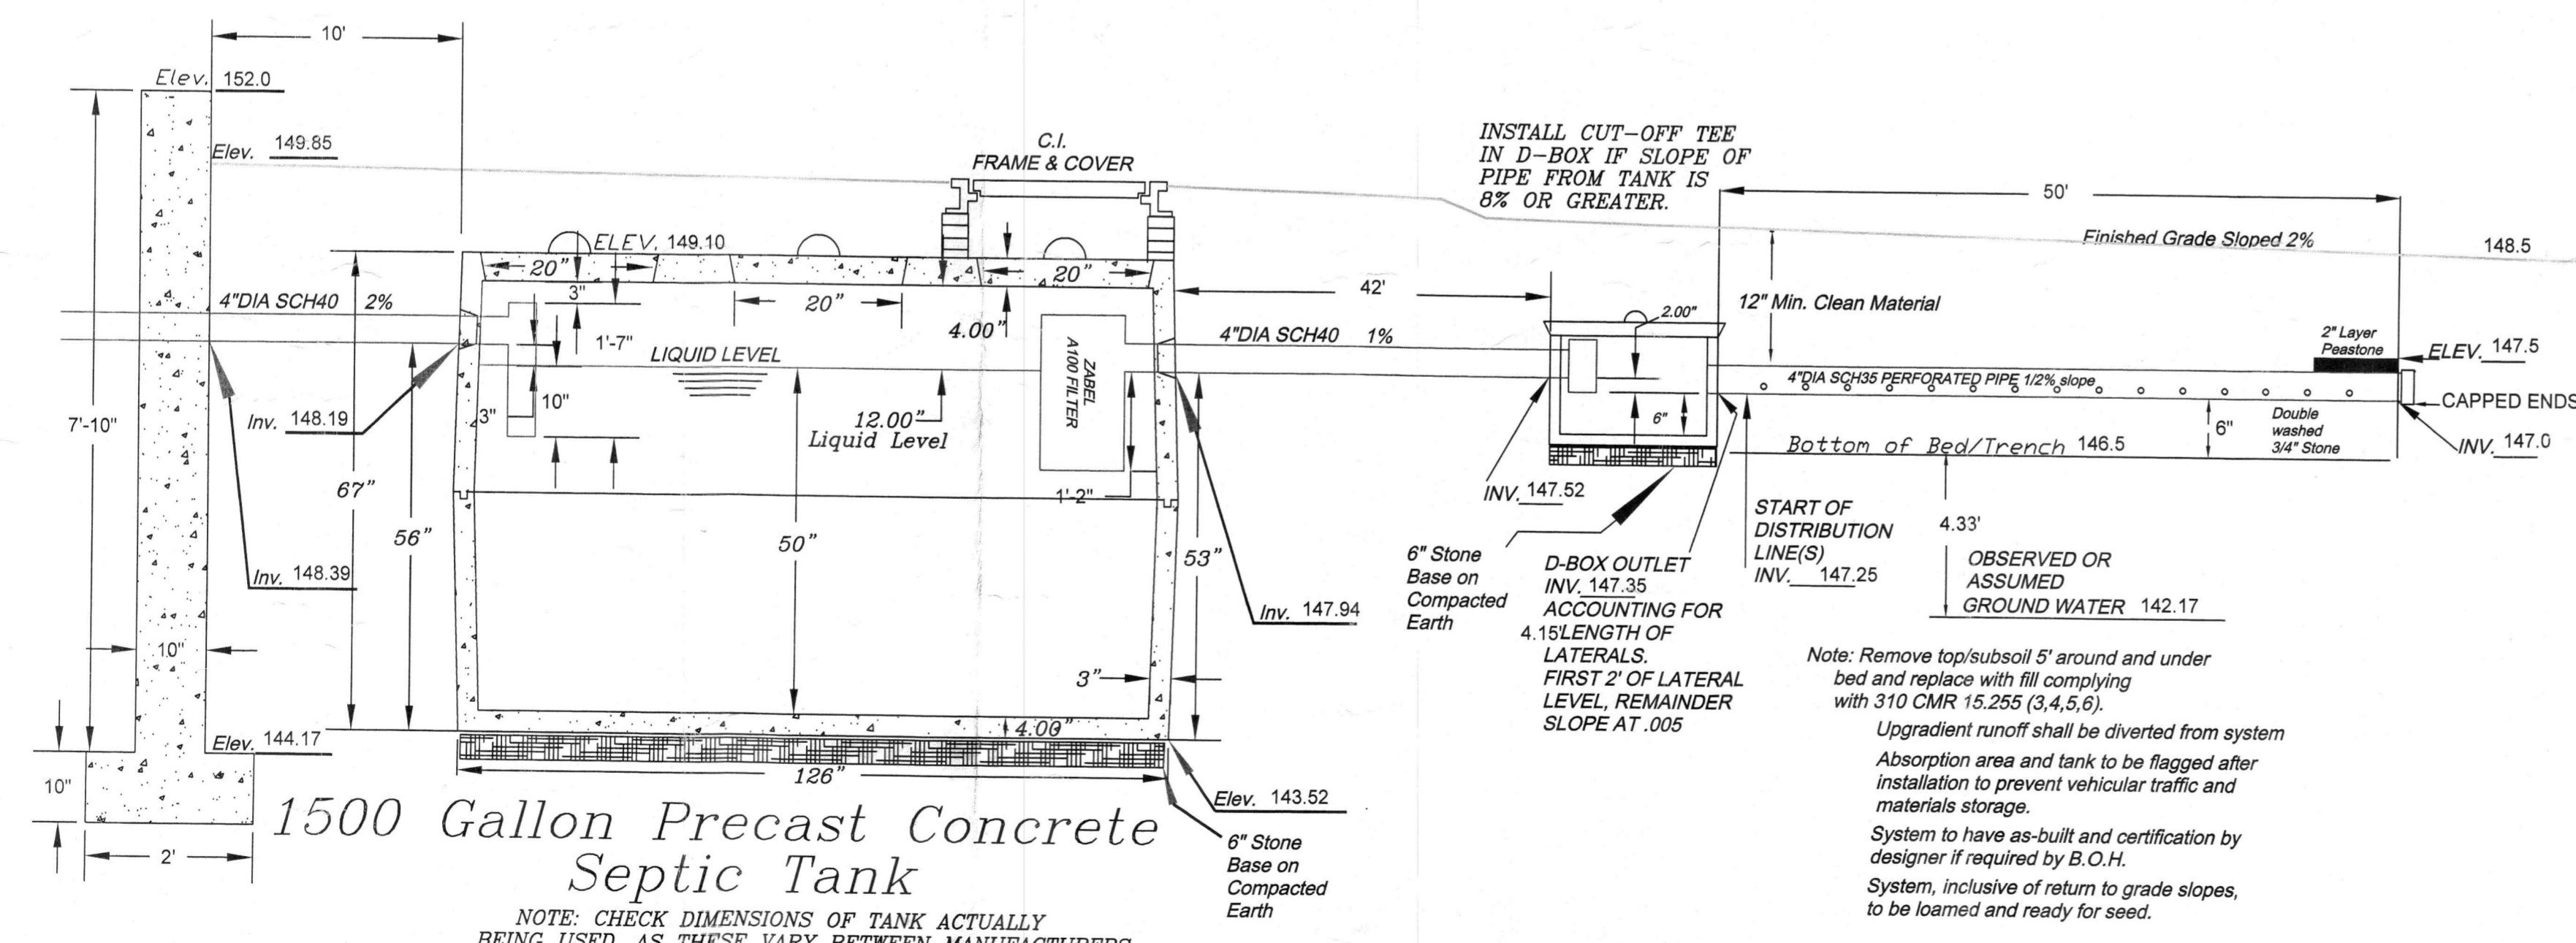 10'
Elev. 152.0
Elev. 149.85
C.I.
FRAME & COVER
INSTALL CUT-OFF TEE
IN D-BOX IF SLOPE OF
PIPE FROM TANK IS
8% OR GREATER.
50'
Finished Grade Sloped 2%
148.5
ELEV. 149.10
20"
20"
20"
3"
4"DIA SCH40 2%
1'-7"
4.00"
42'
12" Min. Clean Material
2.00"
LIQUID LEVEL
4"DIA SCH40 1%
2" Layer
Peastone
ELEV. 147.5
4"DIA SCH35 PERFORATED PIPE 1/2% slope
ZABEL
A100 FILTER
3"
10"
12.00"
Liquid Level
7'-10"
Inv. 148.19
6"
CAPPED ENDS
6"
Double
washed
3/4" Stone
INV. 147.0
Bottom of Bed/Trench 146.5
67"
56"
50"
1'-2"
53"
INV. 147.52
6" Stone
Base on
Compacted
Earth
D-BOX OUTLET
INV. 147.35
ACCOUNTING FOR
4.15'LENGTH OF
LATERALS.
FIRST 2' OF LATERAL
LEVEL, REMAINDER
SLOPE AT .005
START OF
DISTRIBUTION
LINE(S)
INV. 147.25
4.33'
OBSERVED OR
ASSUMED
GROUND WATER 142.17
Inv. 148.39
Inv. 147.94
10"
3"
4.00"
Elev. 144.17
10"
2'
126"
Elev. 143.52
6" Stone
Base on
Compacted
Earth
Note: Remove top/subsoil 5' around and under
bed and replace with fill complying
with 310 CMR 15.255 (3,4,5,6).
Upgradient runoff shall be diverted from system
Absorption area and tank to be flagged after
installation to prevent vehicular traffic and
materials storage.
System to have as-built and certification by
designer if required by B.O.H.
System, inclusive of return to grade slopes,
to be loamed and ready for seed.
1500 Gallon Precast Concrete
Septic Tank
NOTE: CHECK DIMENSIONS OF TANK ACTUALLY
BEING USED, AS THESE VARY BETWEEN MANUFACTURERS